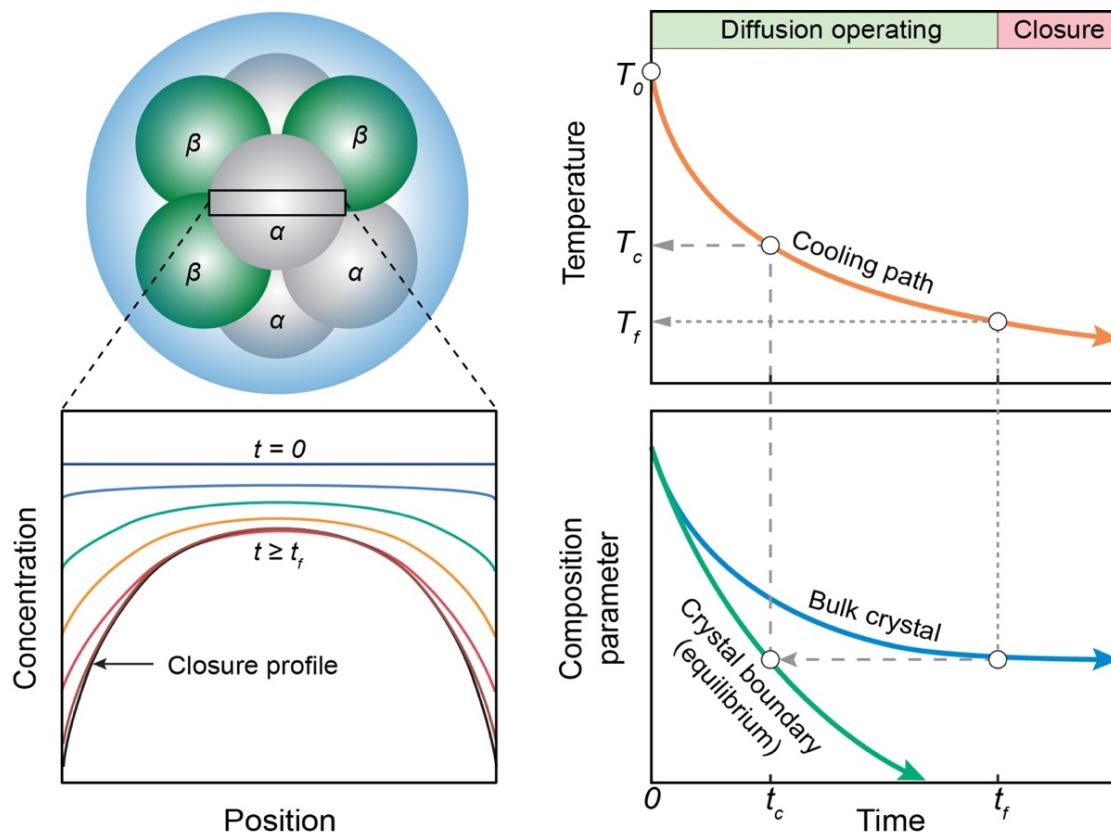 β
β
α
β
α
α
t = 0
t ≥ t_f
Closure profile
Concentration
Position
Diffusion operating
Closure
T_0
T_c
T_f
Temperature
Cooling path
Composition
parameter
Bulk crystal
Crystal boundary
(equilibrium)
0
t_c
Time
t_f